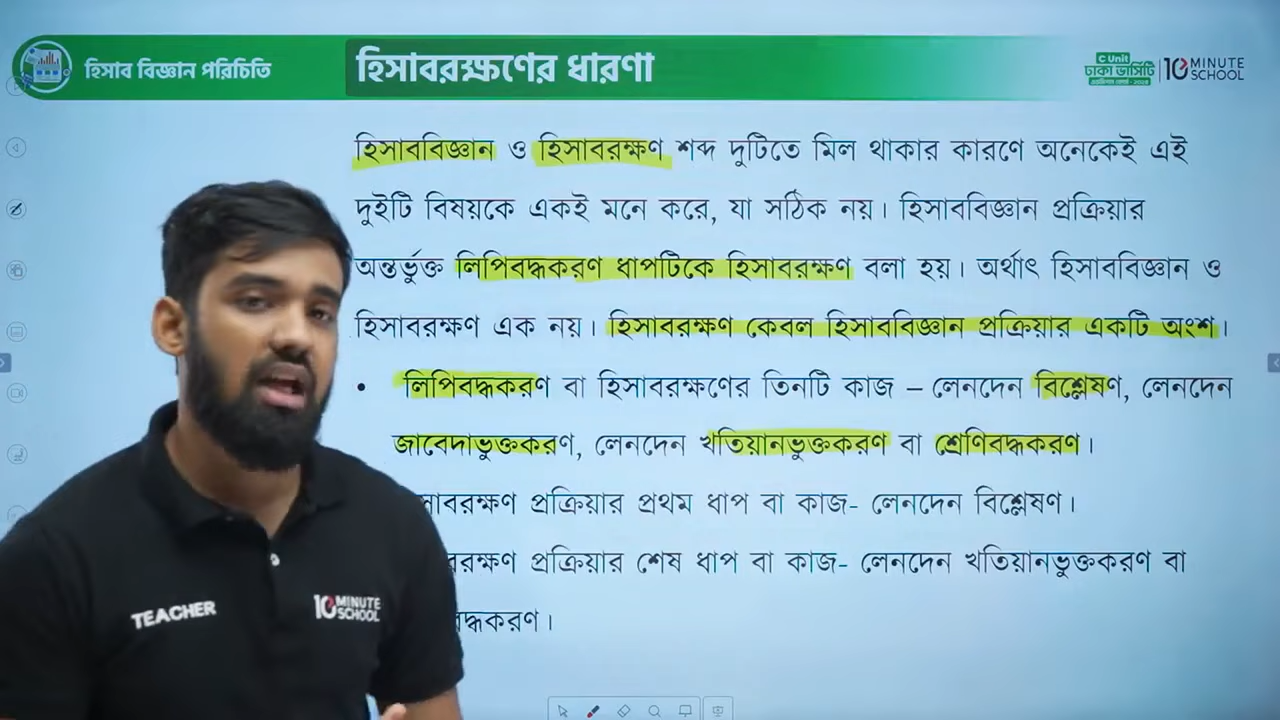 হিসাব বিজ্ঞান পরিচিতি
হিসাবরক্ষণের ধারণা
C Unit
ঢাকা ভার্সিটি
10 MINUTE SCHOOL
হিসাববিজ্ঞান ও হিসাবরক্ষণ শব্দ দুটিতে মিল থাকার কারণে অনেকেই এই
দুইটি বিষয়কে একই মনে করে, যা সঠিক নয়। হিসাববিজ্ঞান প্রক্রিয়ার
অন্তর্ভুক্ত লিপিবদ্ধকরণ ধাপটিকে হিসাবরক্ষণ বলা হয়। অর্থাৎ হিসাববিজ্ঞান ও
হিসাবরক্ষণ এক নয়। হিসাবরক্ষণ কেবল হিসাববিজ্ঞান প্রক্রিয়ার একটি অংশ।
• লিপিবদ্ধকরণ বা হিসাবরক্ষণের তিনটি কাজ – লেনদেন বিশ্লেষণ, লেনদেন
জাবেদাভুক্তকরণ, লেনদেন খতিয়ানভুক্তকরণ বা শ্রেণিবদ্ধকরণ।
াবরক্ষণ প্রক্রিয়ার প্রথম ধাপ বা কাজ- লেনদেন বিশ্লেষণ।
রক্ষণ প্রক্রিয়ার শেষ ধাপ বা কাজ- লেনদেন খতিয়ানভুক্তকরণ বা
বদ্ধকরণ।
TEACHER
10 MINUTE SCHOOL